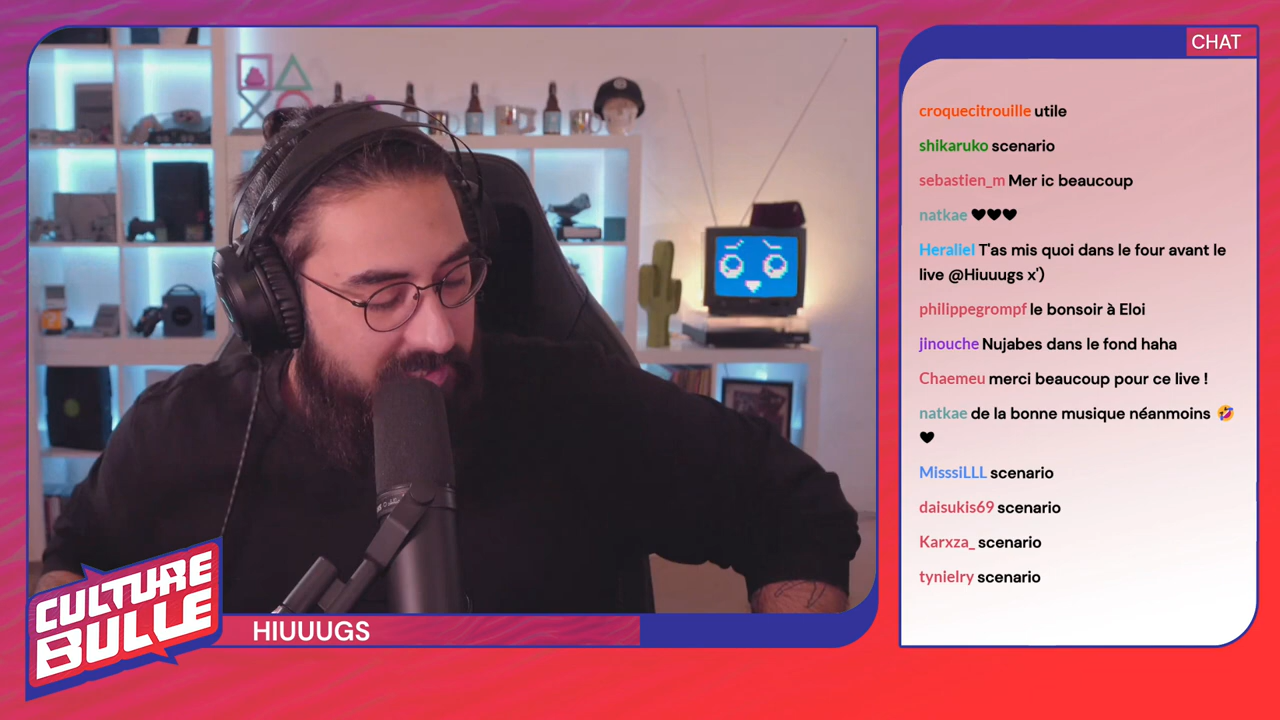 CHAT
croquecitrouille utile
shikaruko scenario
sebastien_m Mer ic beaucoup
natkae 🖤🖤🖤
Heraliel T'as mis quoi dans le four avant le
live @Hiuuugs x')
philippegrompf le bonsoir à Eloi
jinouche Nujabes dans le fond haha
Chaemeu merci beaucoup pour ce live !
natkae de la bonne musique néanmoins 🤣
🖤
MisssiLLL scenario
daisukis69 scenario
Karxza_ scenario
tynielry scenario
CULTURE
BULLE
HIUUUGS